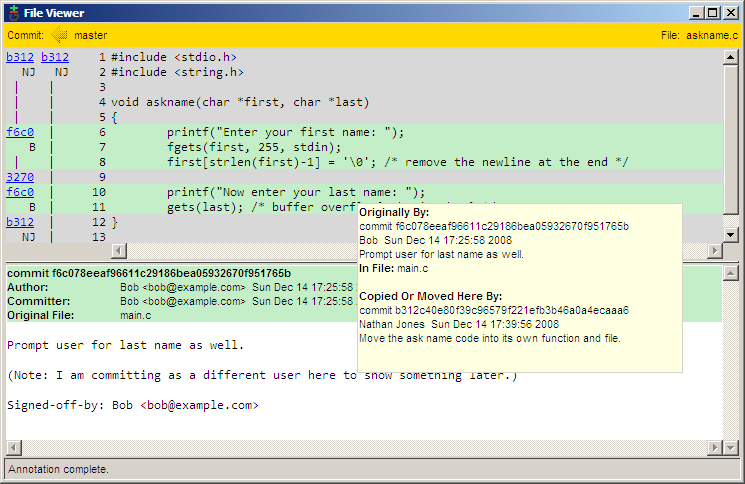 File Viewer
Commit: master File: askname.c
b312 b312 1 #include <stdio.h>
NJ NJ 2 #include <string.h>
| | 3
| | 4 void askname(char *first, char *last)
| | 5 {
f6c0 | 6 printf("Enter your first name: ");
B | 7 fgets(first, 255, stdin);
| | 8 first[strlen(first)-1] = '\0'; /* remove the newline at the end */
3270 | 9
f6c0 | 10 printf("Now enter your last name: ");
B | 11 gets(last); /* buffer
b312 | 12 }
NJ | 13
Originally By:
commit f6c078eeaf96611c29186bea05932670f951765b
Bob Sun Dec 14 17:25:58 2008
Prompt user for last name as well.
In File: main.c
Copied Or Moved Here By:
commit b312c40e80f39c96579f221efb3b46a0a4ecaaa6
Nathan Jones Sun Dec 14 17:39:56 2008
Move the ask name code into its own function and file.
commit f6c078eeaf96611c29186bea05932670f951765b
Author: Bob <bob@example.com> Sun Dec 14 17:25:58
Committer: Bob <bob@example.com> Sun Dec 14 17:25:58
Original File: main.c
Prompt user for last name as well.
(Note: I am committing as a different user here to show something later.)
Signed-off-by: Bob <bob@example.com>
Annotation complete.